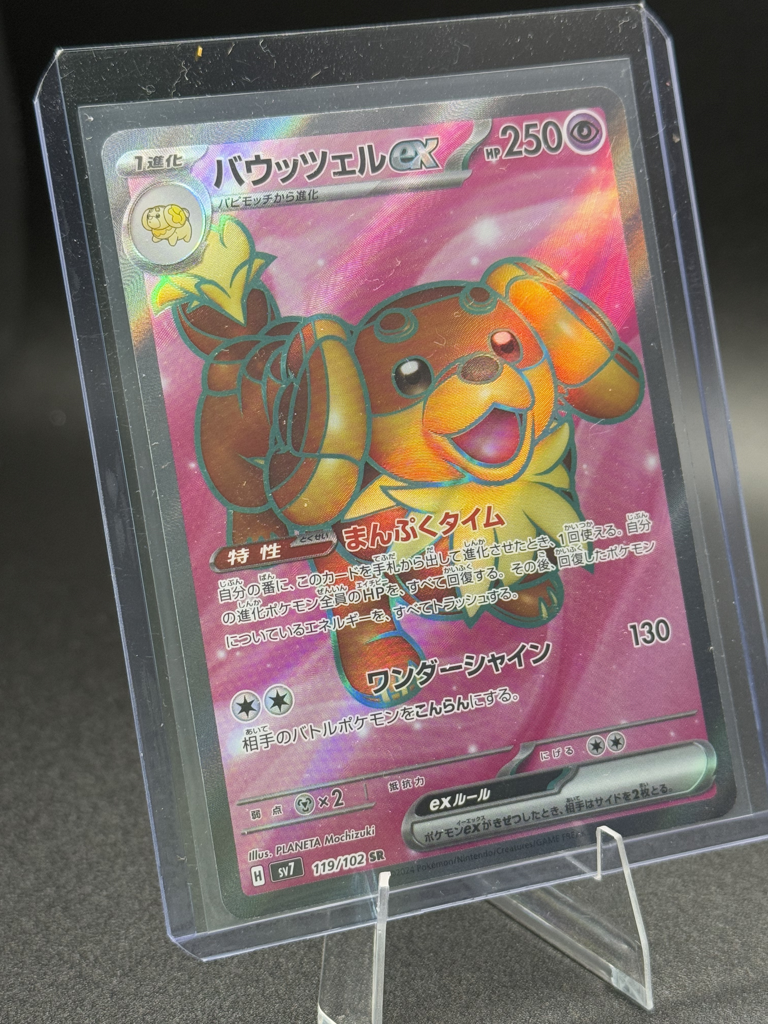 1進化
バウッツェルex
HP250
パピモッチから進化
特性 まんぷくタイム
自分の番に、このカードを手札から出して進化させたとき、1回使える。自分
の進化ポケモン全員のHPを、すべて回復する。その後、回復したポケモン
についているエネルギーを、すべてトラッシュする。
ワンダーシャイン 130
相手のバトルポケモンをこんらんにする。
弱点 ×2 抵抗力 にげる
exルール
ポケモンexがきぜつしたとき、相手はサイドを2枚とる。
Illus. PLANETA Mochizuki
H sv7 119/102 SR
2024 Pokémon/Nintendo/Creatures/GAME FREAK